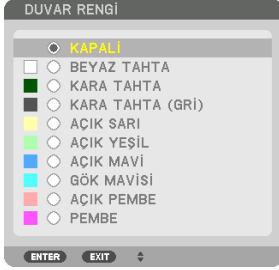 DUVAR RENGİ
KAPALİ
BEYAZ TAHTA
KARA TAHTA
KARA TAHTA (GRİ)
AÇIK SARI
AÇIK YEŞİL
AÇIK MAVİ
GÖK MAVİSİ
AÇIK PEMBE
PEMBE
ENTER EXIT